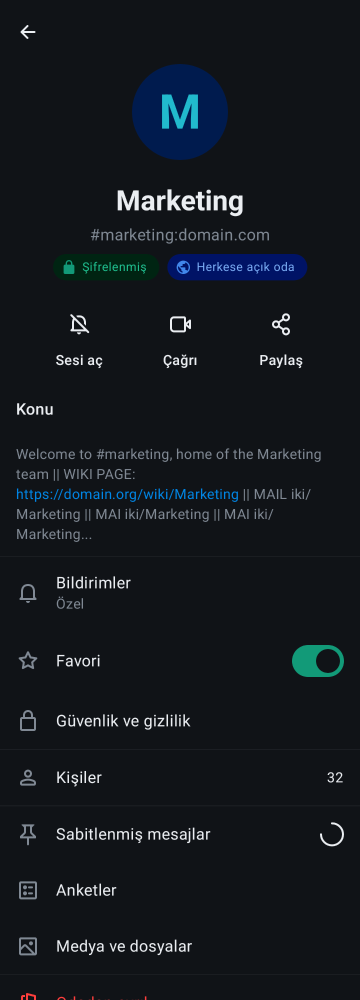 M
Marketing
#marketing:domain.com
Şifrelenmiş
Herkese açık oda
Sesi aç
Çağrı
Paylaş
Konu
Welcome to #marketing, home of the Marketing
team || WIKI PAGE:
https://domain.org/wiki/Marketing || MAIL iki/
Marketing || MAI iki/Marketing || MAI iki/
Marketing...
Bildirimler
Özel
Favori
Güvenlik ve gizlilik
Kişiler
32
Sabitlenmiş mesajlar
Anketler
Medya ve dosyalar